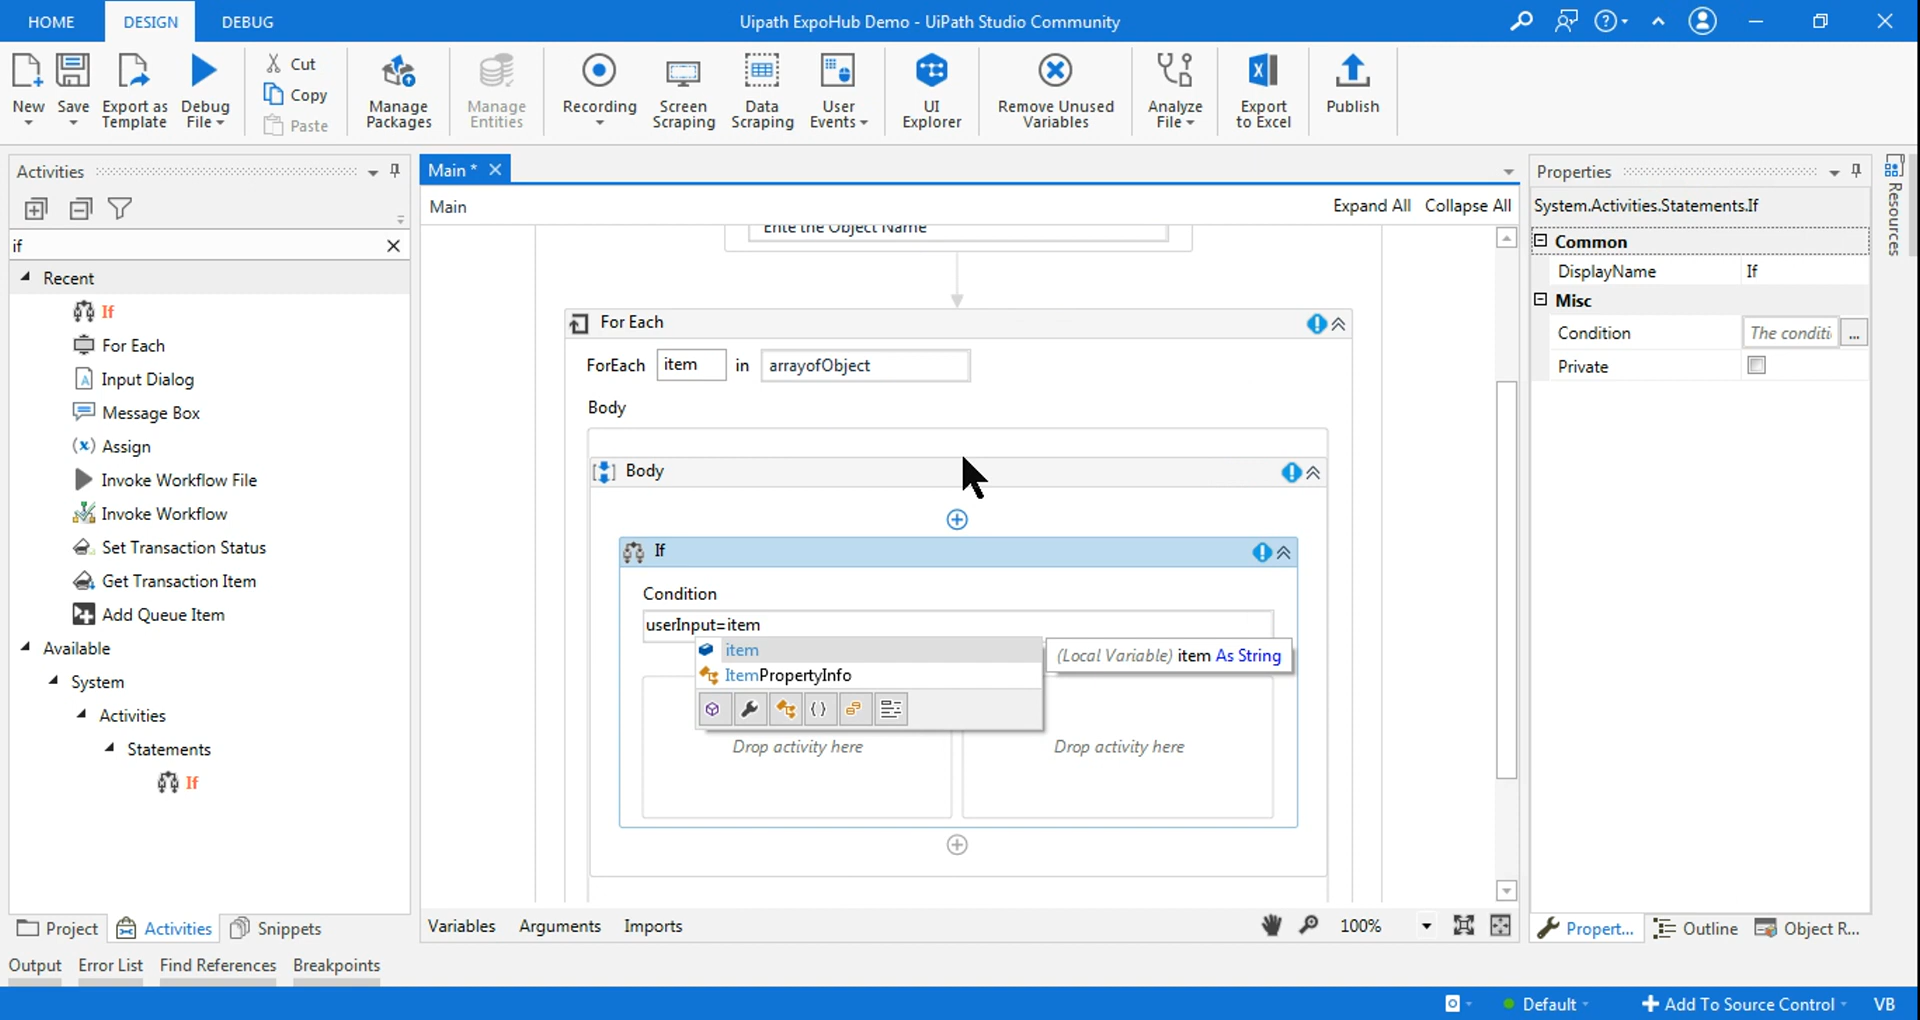 HOME DESIGN DEBUG Uipath ExpoHub Demo - UiPath Studio Community
New Save Export as Template Debug File
Cut
Copy
Paste
Manage Packages
Manage Entities
Recording
Screen Scraping
Data Scraping
User Events
UI Explorer
Remove Unused Variables
Analyze File
Export to Excel
Publish
Activities
if
Recent
If
For Each
Input Dialog
Message Box
Assign
Invoke Workflow File
Invoke Workflow
Set Transaction Status
Get Transaction Item
Add Queue Item
Available
System
Activities
Statements
If
Project Activities Snippets
Main *
Main Expand All Collapse All
Ente the Object Name
For Each
ForEach item in arrayofObject
Body
Body
If
Condition
userInput=item
item
(Local Variable) item As String
ItemPropertyInfo
Drop activity here Drop activity here
Variables Arguments Imports 100%
Properties
System.Activities.Statements.If
Common
DisplayName If
Misc
Condition The conditi ...
Private
Resources
Propert... Outline Object R...
Output Error List Find References Breakpoints
Default Add To Source Control VB